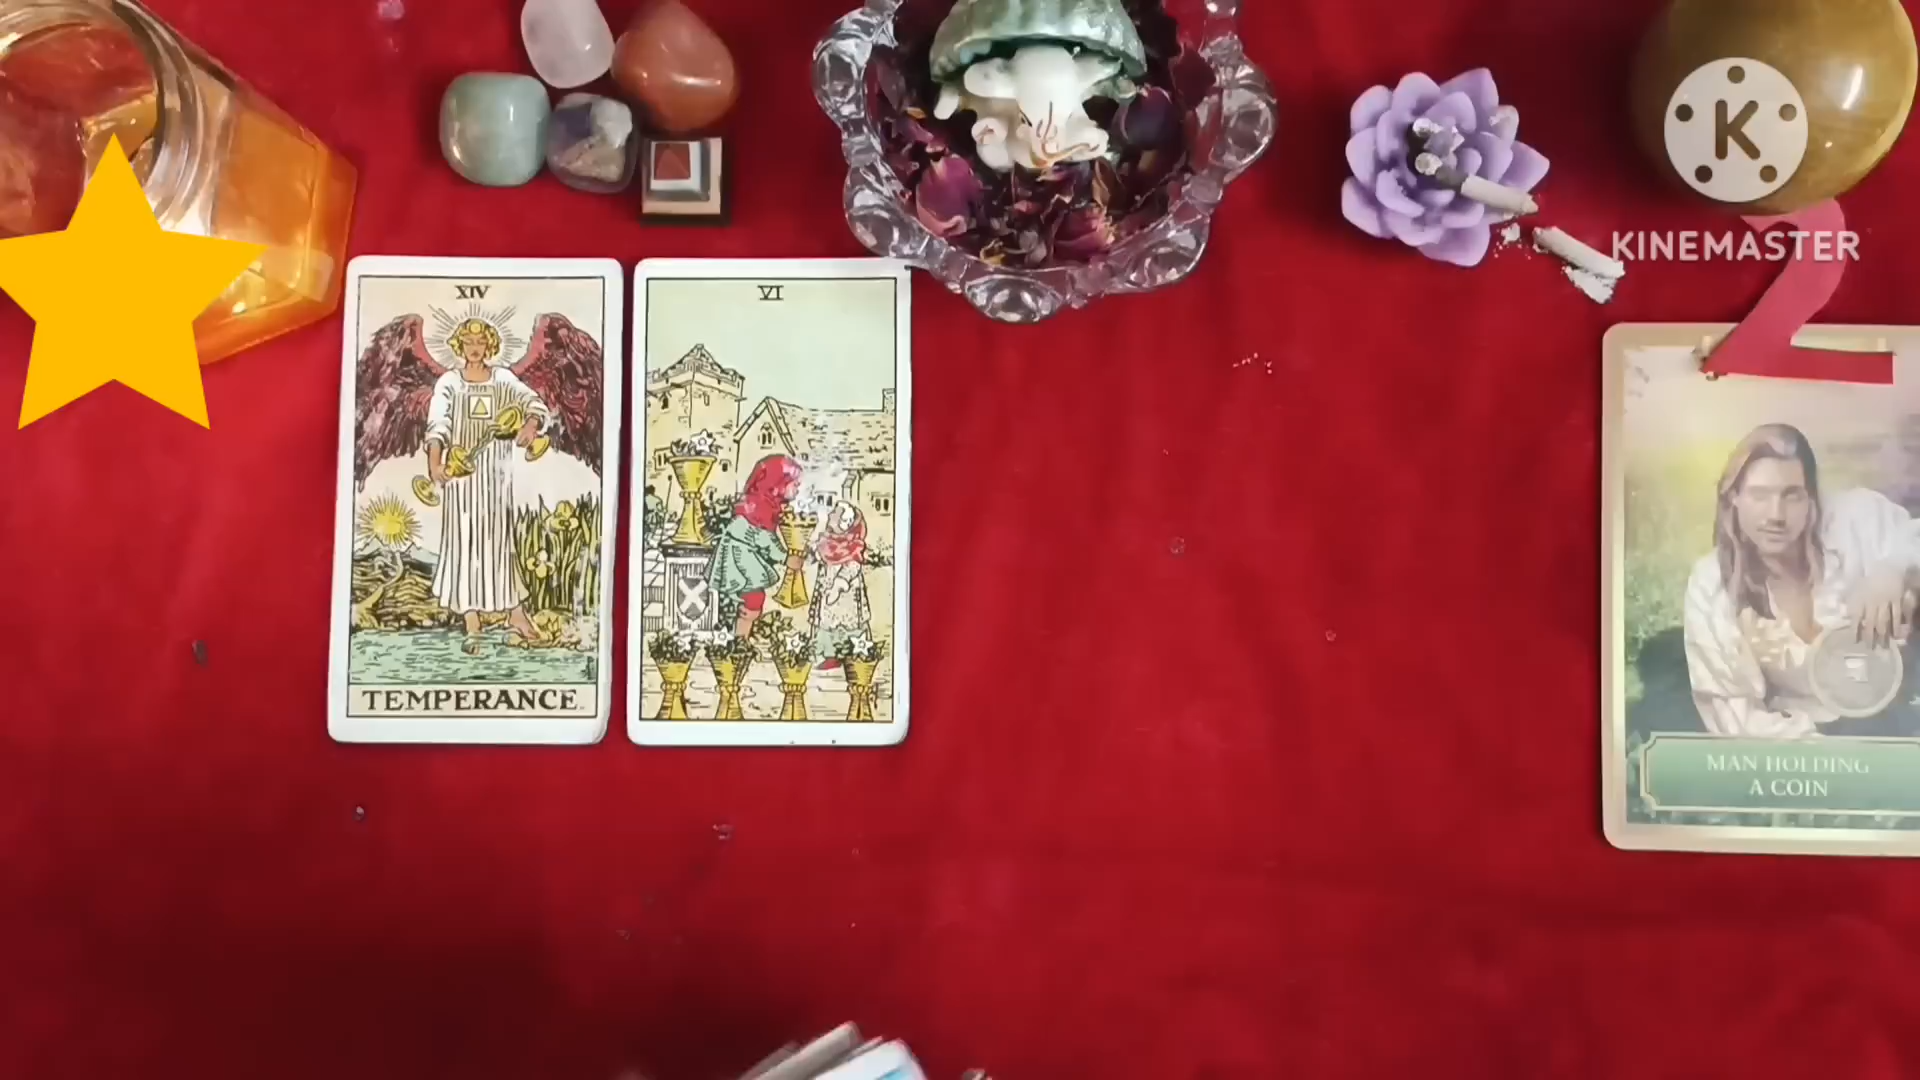 K
KINEMASTER
2
XIV
VI
TEMPERANCE
MAN HOLDING
A COIN